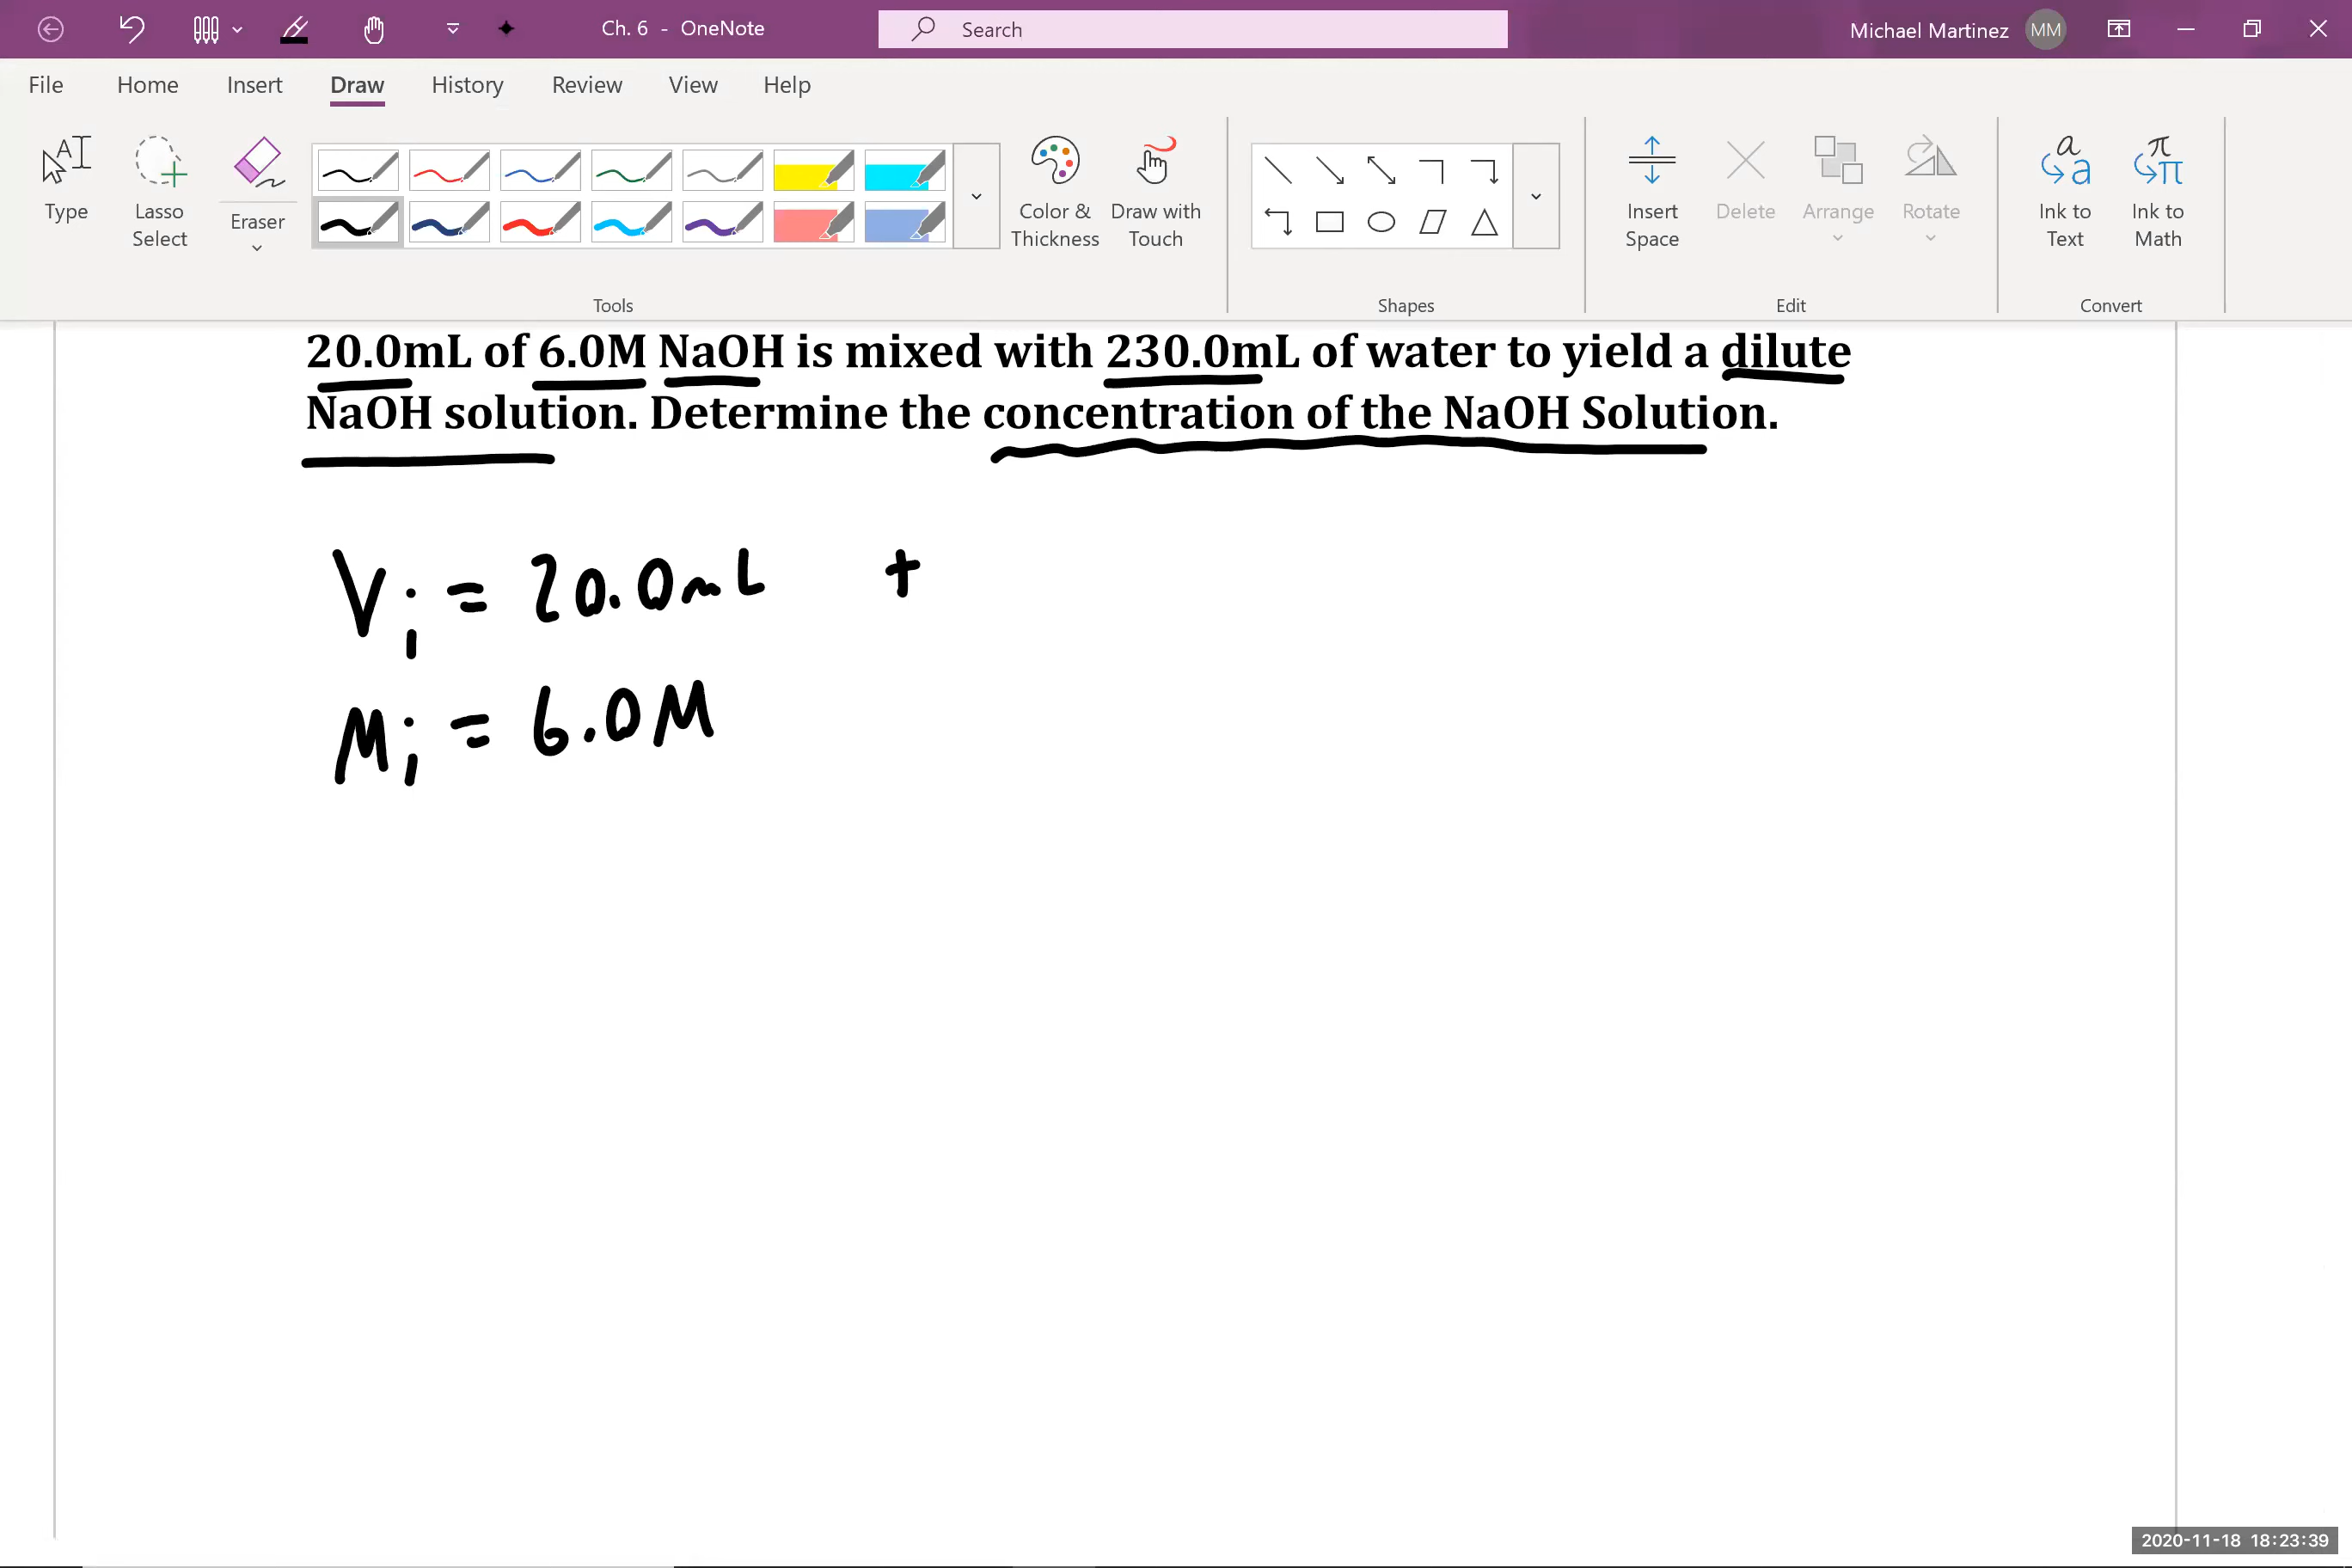 Ch. 6 - OneNote
Search
Michael Martinez MM
File Home Insert Draw History Review View Help
Type
Lasso Select
Eraser
Color & Thickness
Draw with Touch
Insert Space
Delete
Arrange
Rotate
Ink to Text
Ink to Math
Tools Shapes Edit Convert
20.0mL of 6.0M NaOH is mixed with 230.0mL of water to yield a dilute
NaOH solution. Determine the concentration of the NaOH Solution.
Vi = 20.0mL +
Mi = 6.0M
2020-11-18 18:23:39